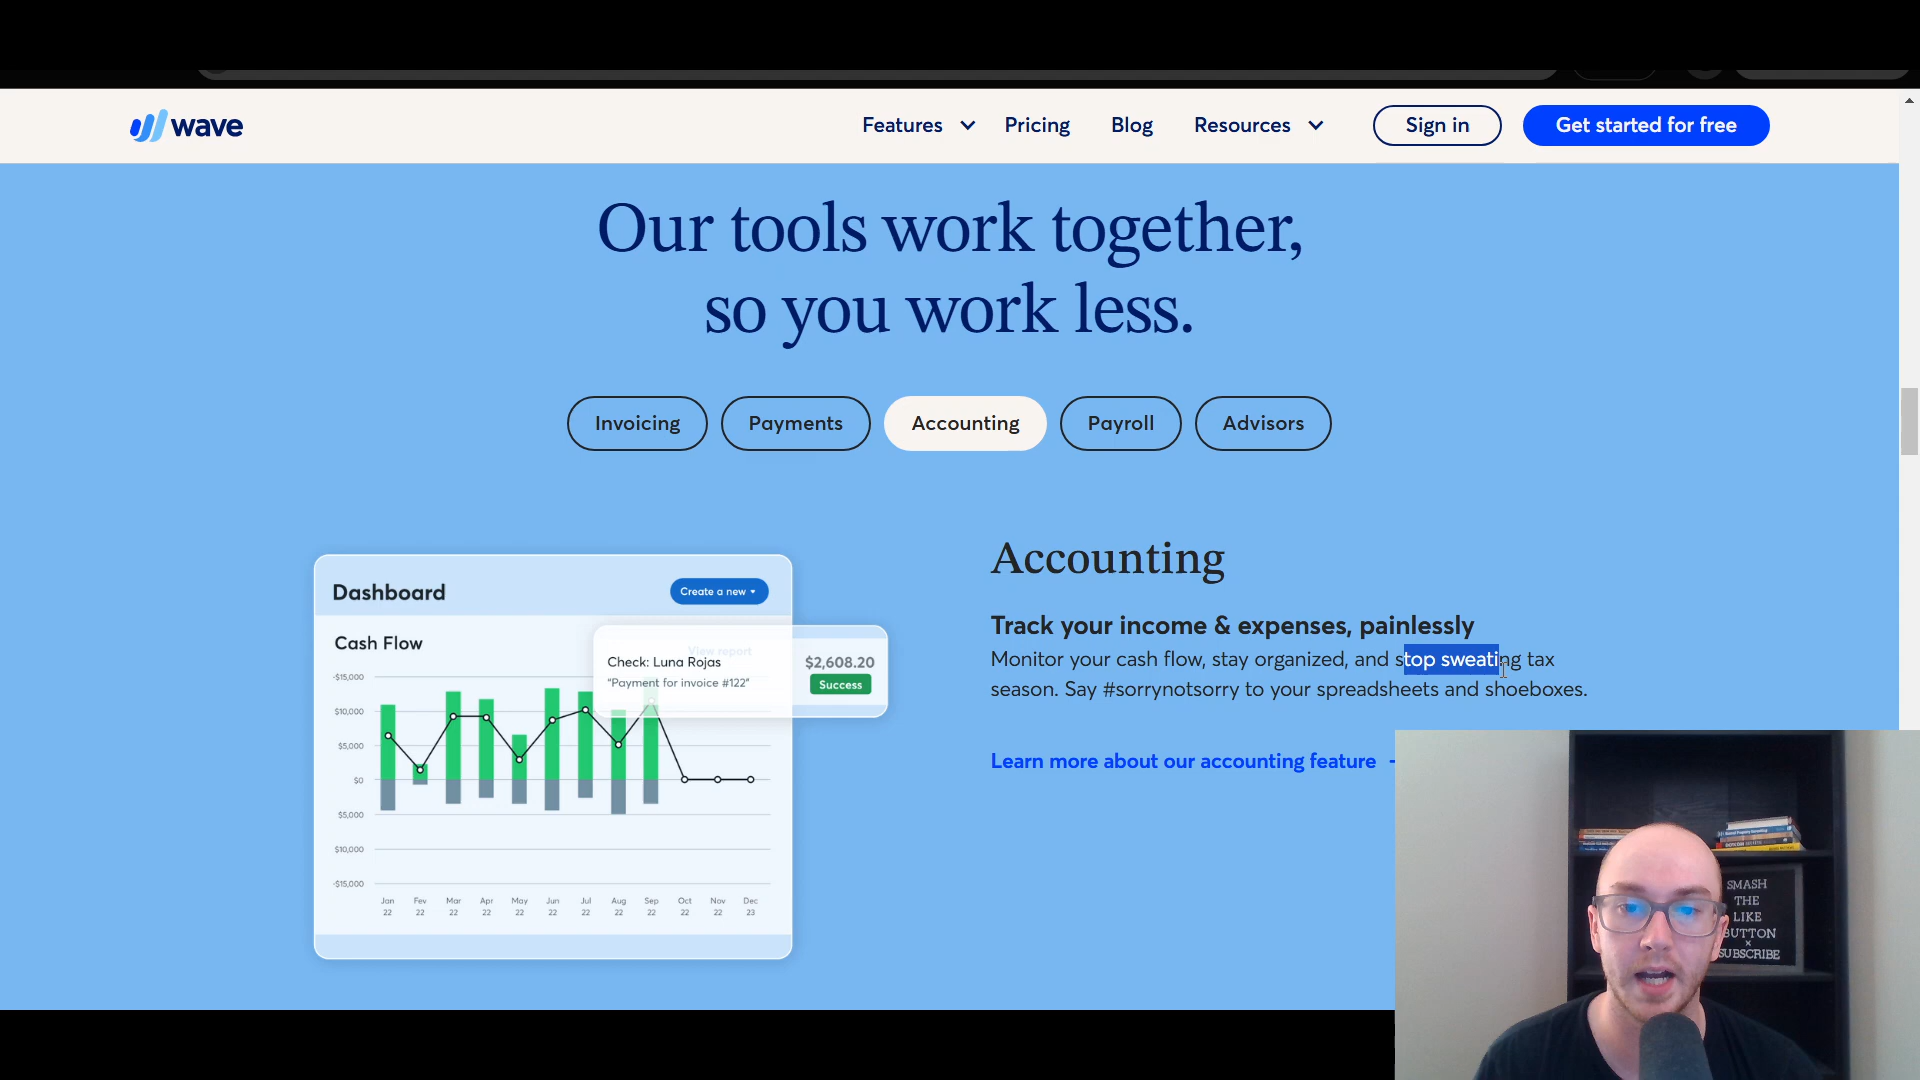 wave
Features Pricing Blog Resources Sign in Get started for free
Our tools work together,
so you work less.
Invoicing Payments Accounting Payroll Advisors
Accounting
Track your income & expenses, painlessly
Monitor your cash flow, stay organized, and stop sweating tax
season. Say #sorrynotsorry to your spreadsheets and shoeboxes.
Learn more about our accounting feature
Dashboard
Create a new
Cash Flow
View report
Check: Luna Rojas $2,608.20
"Payment for invoice #122" Success
-$15,000
$10,000
$5,000
$0
$5,000
$10,000
-$15,000
Jan Fev Mar Apr May Jun Jul Aug Sep Oct Nov Dec
22 22 22 22 22 22 22 22 22 22 22 23
SMASH
THE
LIKE
BUTTON
×
SUBSCRIBE